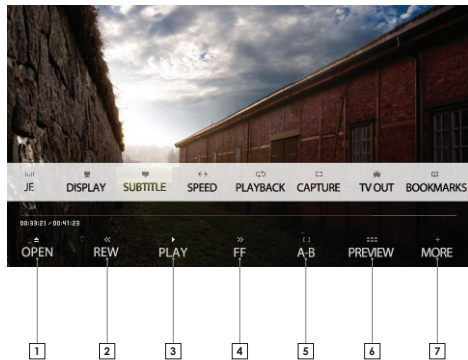 JE DISPLAY SUBTITLE SPEED PLAYBACK CAPTURE TV OUT BOOKMARKS
00:33:21 / 00:41:23
OPEN REW PLAY FF A-B PREVIEW MORE
1 2 3 4 5 6 7